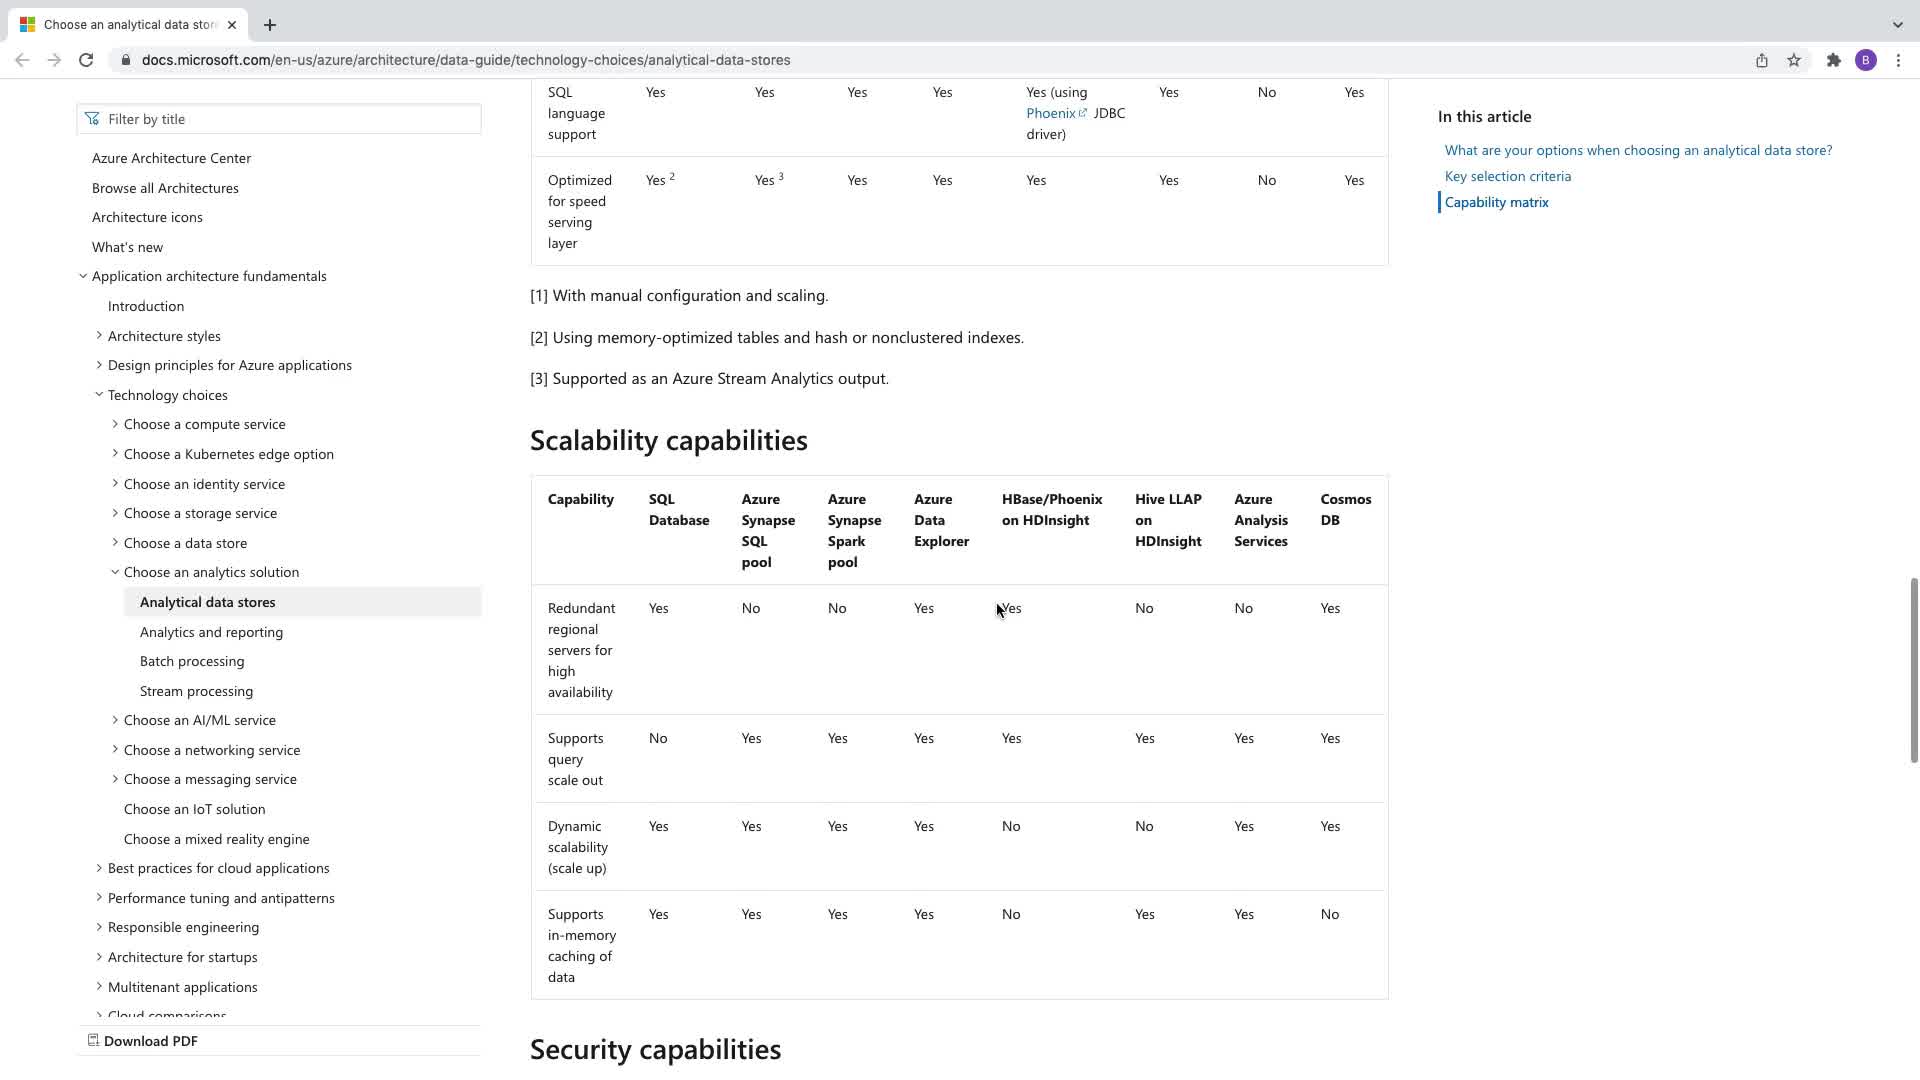 Choose an analytical data stor
docs.microsoft.com/en-us/azure/architecture/data-guide/technology-choices/analytical-data-stores
B
Filter by title
Azure Architecture Center
Browse all Architectures
Architecture icons
What's new
Application architecture fundamentals
Introduction
Architecture styles
Design principles for Azure applications
Technology choices
Choose a compute service
Choose a Kubernetes edge option
Choose an identity service
Choose a storage service
Choose a data store
Choose an analytics solution
Analytical data stores
Analytics and reporting
Batch processing
Stream processing
Choose an AI/ML service
Choose a networking service
Choose a messaging service
Choose an IoT solution
Choose a mixed reality engine
Best practices for cloud applications
Performance tuning and antipatterns
Responsible engineering
Architecture for startups
Multitenant applications
Cloud comparisons
Download PDF
SQL Yes Yes Yes Yes Yes (using Yes No Yes
language Phoenix JDBC
support driver)
Optimized Yes 2 Yes 3 Yes Yes Yes Yes No Yes
for speed
serving
layer
[1] With manual configuration and scaling.
[2] Using memory-optimized tables and hash or nonclustered indexes.
[3] Supported as an Azure Stream Analytics output.
Scalability capabilities
Capability SQL Azure Azure Azure HBase/Phoenix Hive LLAP Azure Cosmos
Database Synapse Synapse Data on HDInsight on Analysis DB
SQL Spark Explorer HDInsight Services
pool pool
Redundant Yes No No Yes Yes No No Yes
regional
servers for
high
availability
Supports No Yes Yes Yes Yes Yes Yes Yes
query
scale out
Dynamic Yes Yes Yes Yes No No Yes Yes
scalability
(scale up)
Supports Yes Yes Yes Yes No Yes Yes No
in-memory
caching of
data
Security capabilities
In this article
What are your options when choosing an analytical data store?
Key selection criteria
Capability matrix